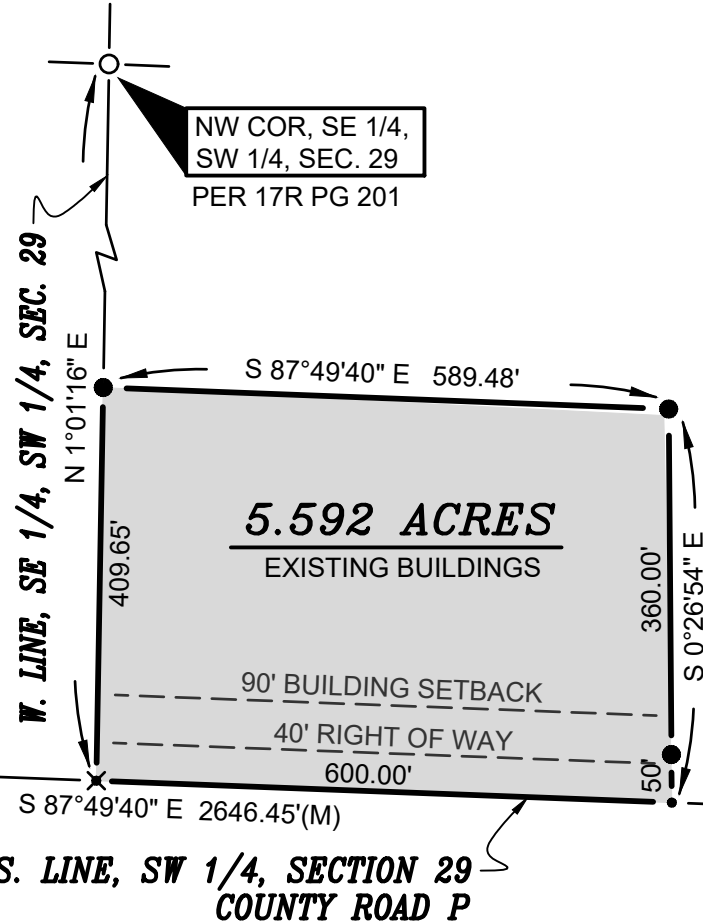 NW COR, SE 1/4,
SW 1/4, SEC. 29
PER 17R PG 201
W. LINE, SE 1/4, SW 1/4, SEC. 29
N 1°01'16" E
S 87°49'40" E 589.48'
5.592 ACRES
EXISTING BUILDINGS
409.65'
360.00'
S 0°26'54" E
90' BUILDING SETBACK
40' RIGHT OF WAY
50'
600.00'
S 87°49'40" E 2646.45'(M)
S. LINE, SW 1/4, SECTION 29
COUNTY ROAD P